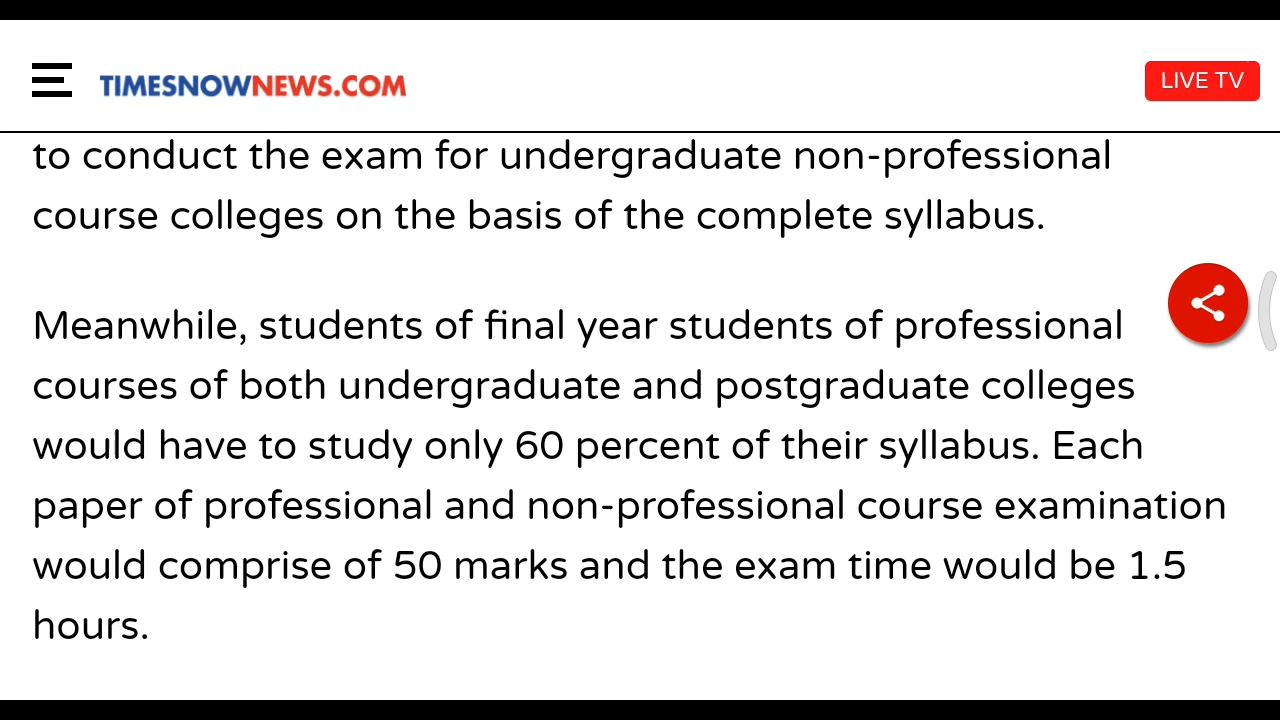 TIMESNOWNEWS.COM
LIVE TV
to conduct the exam for undergraduate non-professional
course colleges on the basis of the complete syllabus.
Meanwhile, students of final year students of professional
courses of both undergraduate and postgraduate colleges
would have to study only 60 percent of their syllabus. Each
paper of professional and non-professional course examination
would comprise of 50 marks and the exam time would be 1.5
hours.